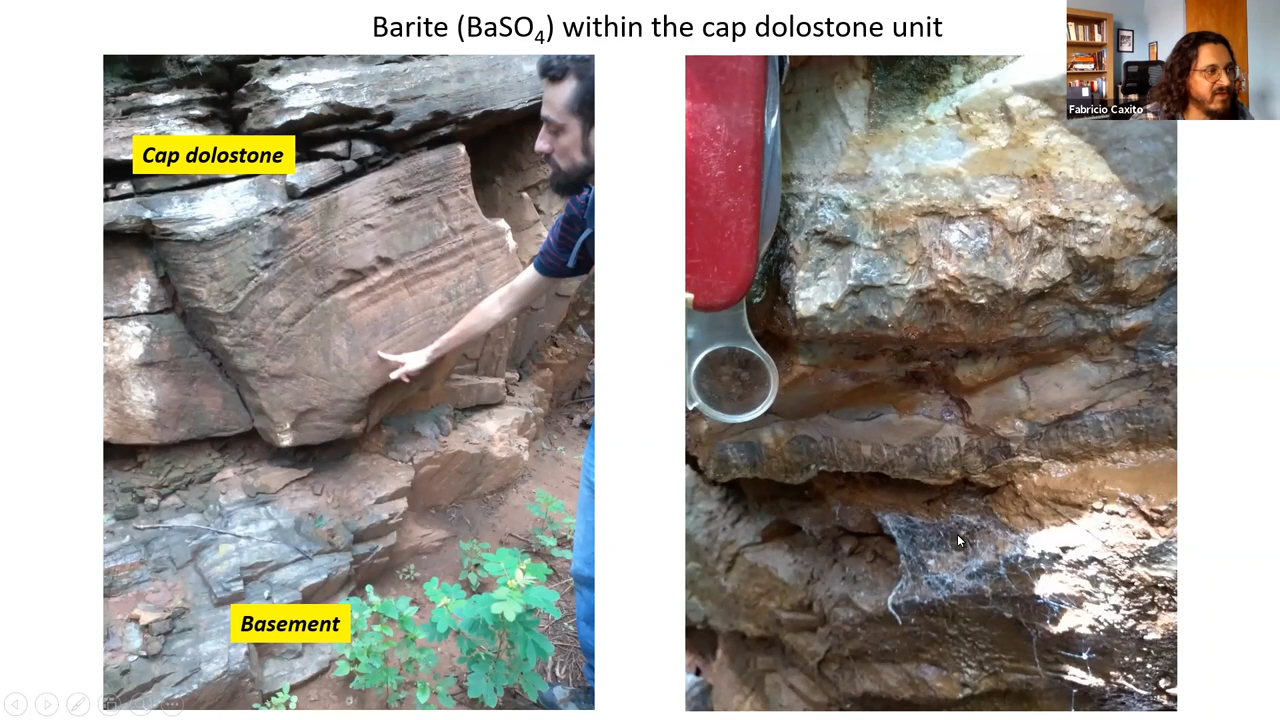 Barite (BaSO₄) within the cap dolostone unit
Fabricio Caxito
Cap dolostone
Basement